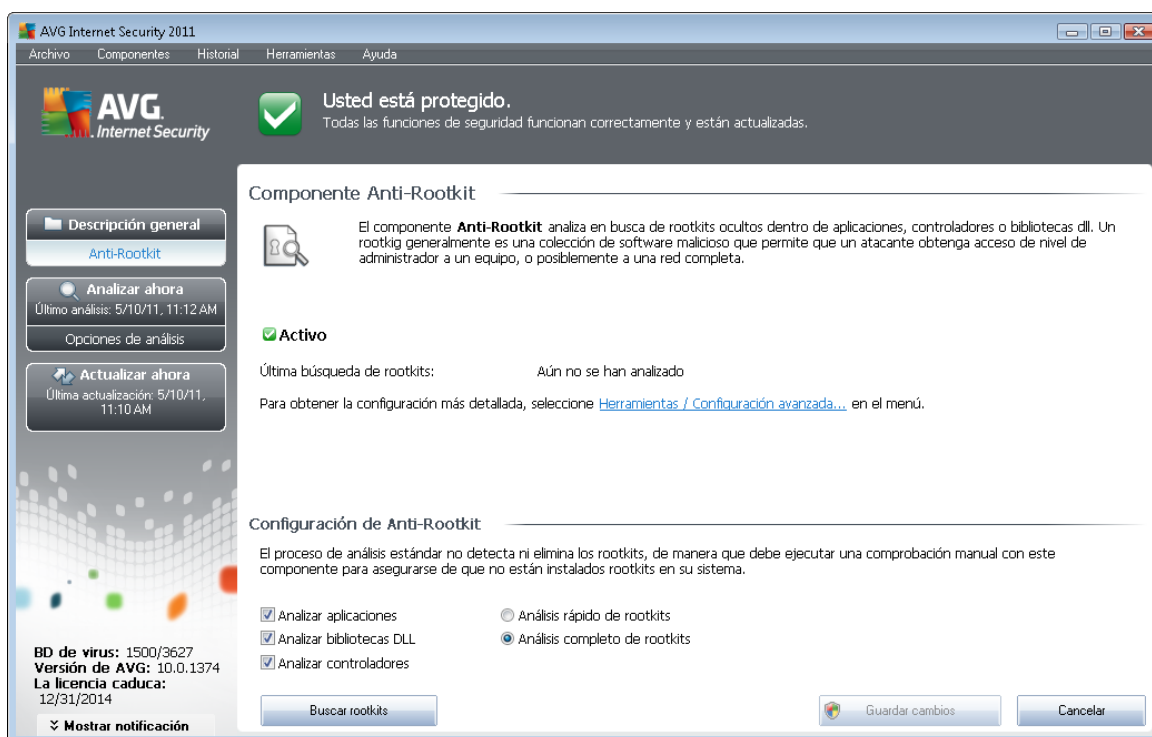 AVG Internet Security 2011
Archivo Componentes Historial Herramientas Ayuda
AVG.
Internet Security
Usted está protegido.
Todas las funciones de seguridad funcionan correctamente y están actualizadas.
Descripción general
Anti-Rootkit
Analizar ahora
Último análisis: 5/10/11, 11:12 AM
Opciones de análisis
Actualizar ahora
Última actualización: 5/10/11,
11:10 AM
BD de virus: 1500/3627
Versión de AVG: 10.0.1374
La licencia caduca:
12/31/2014
Mostrar notificación
Componente Anti-Rootkit
El componente Anti-Rootkit analiza en busca de rootkits ocultos dentro de aplicaciones, controladores o bibliotecas dll. Un
rootkig generalmente es una colección de software malicioso que permite que un atacante obtenga acceso de nivel de
administrador a un equipo, o posiblemente a una red completa.
Activo
Última búsqueda de rootkits: Aún no se han analizado
Para obtener la configuración más detallada, seleccione Herramientas / Configuración avanzada... en el menú.
Configuración de Anti-Rootkit
El proceso de análisis estándar no detecta ni elimina los rootkits, de manera que debe ejecutar una comprobación manual con este
componente para asegurarse de que no están instalados rootkits en su sistema.
Analizar aplicaciones Análisis rápido de rootkits
Analizar bibliotecas DLL Análisis completo de rootkits
Analizar controladores
Buscar rootkits Guardar cambios Cancelar